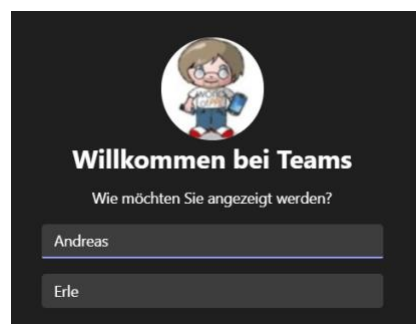 Willkommen bei Teams
Wie möchten Sie angezeigt werden?
Andreas
Erle